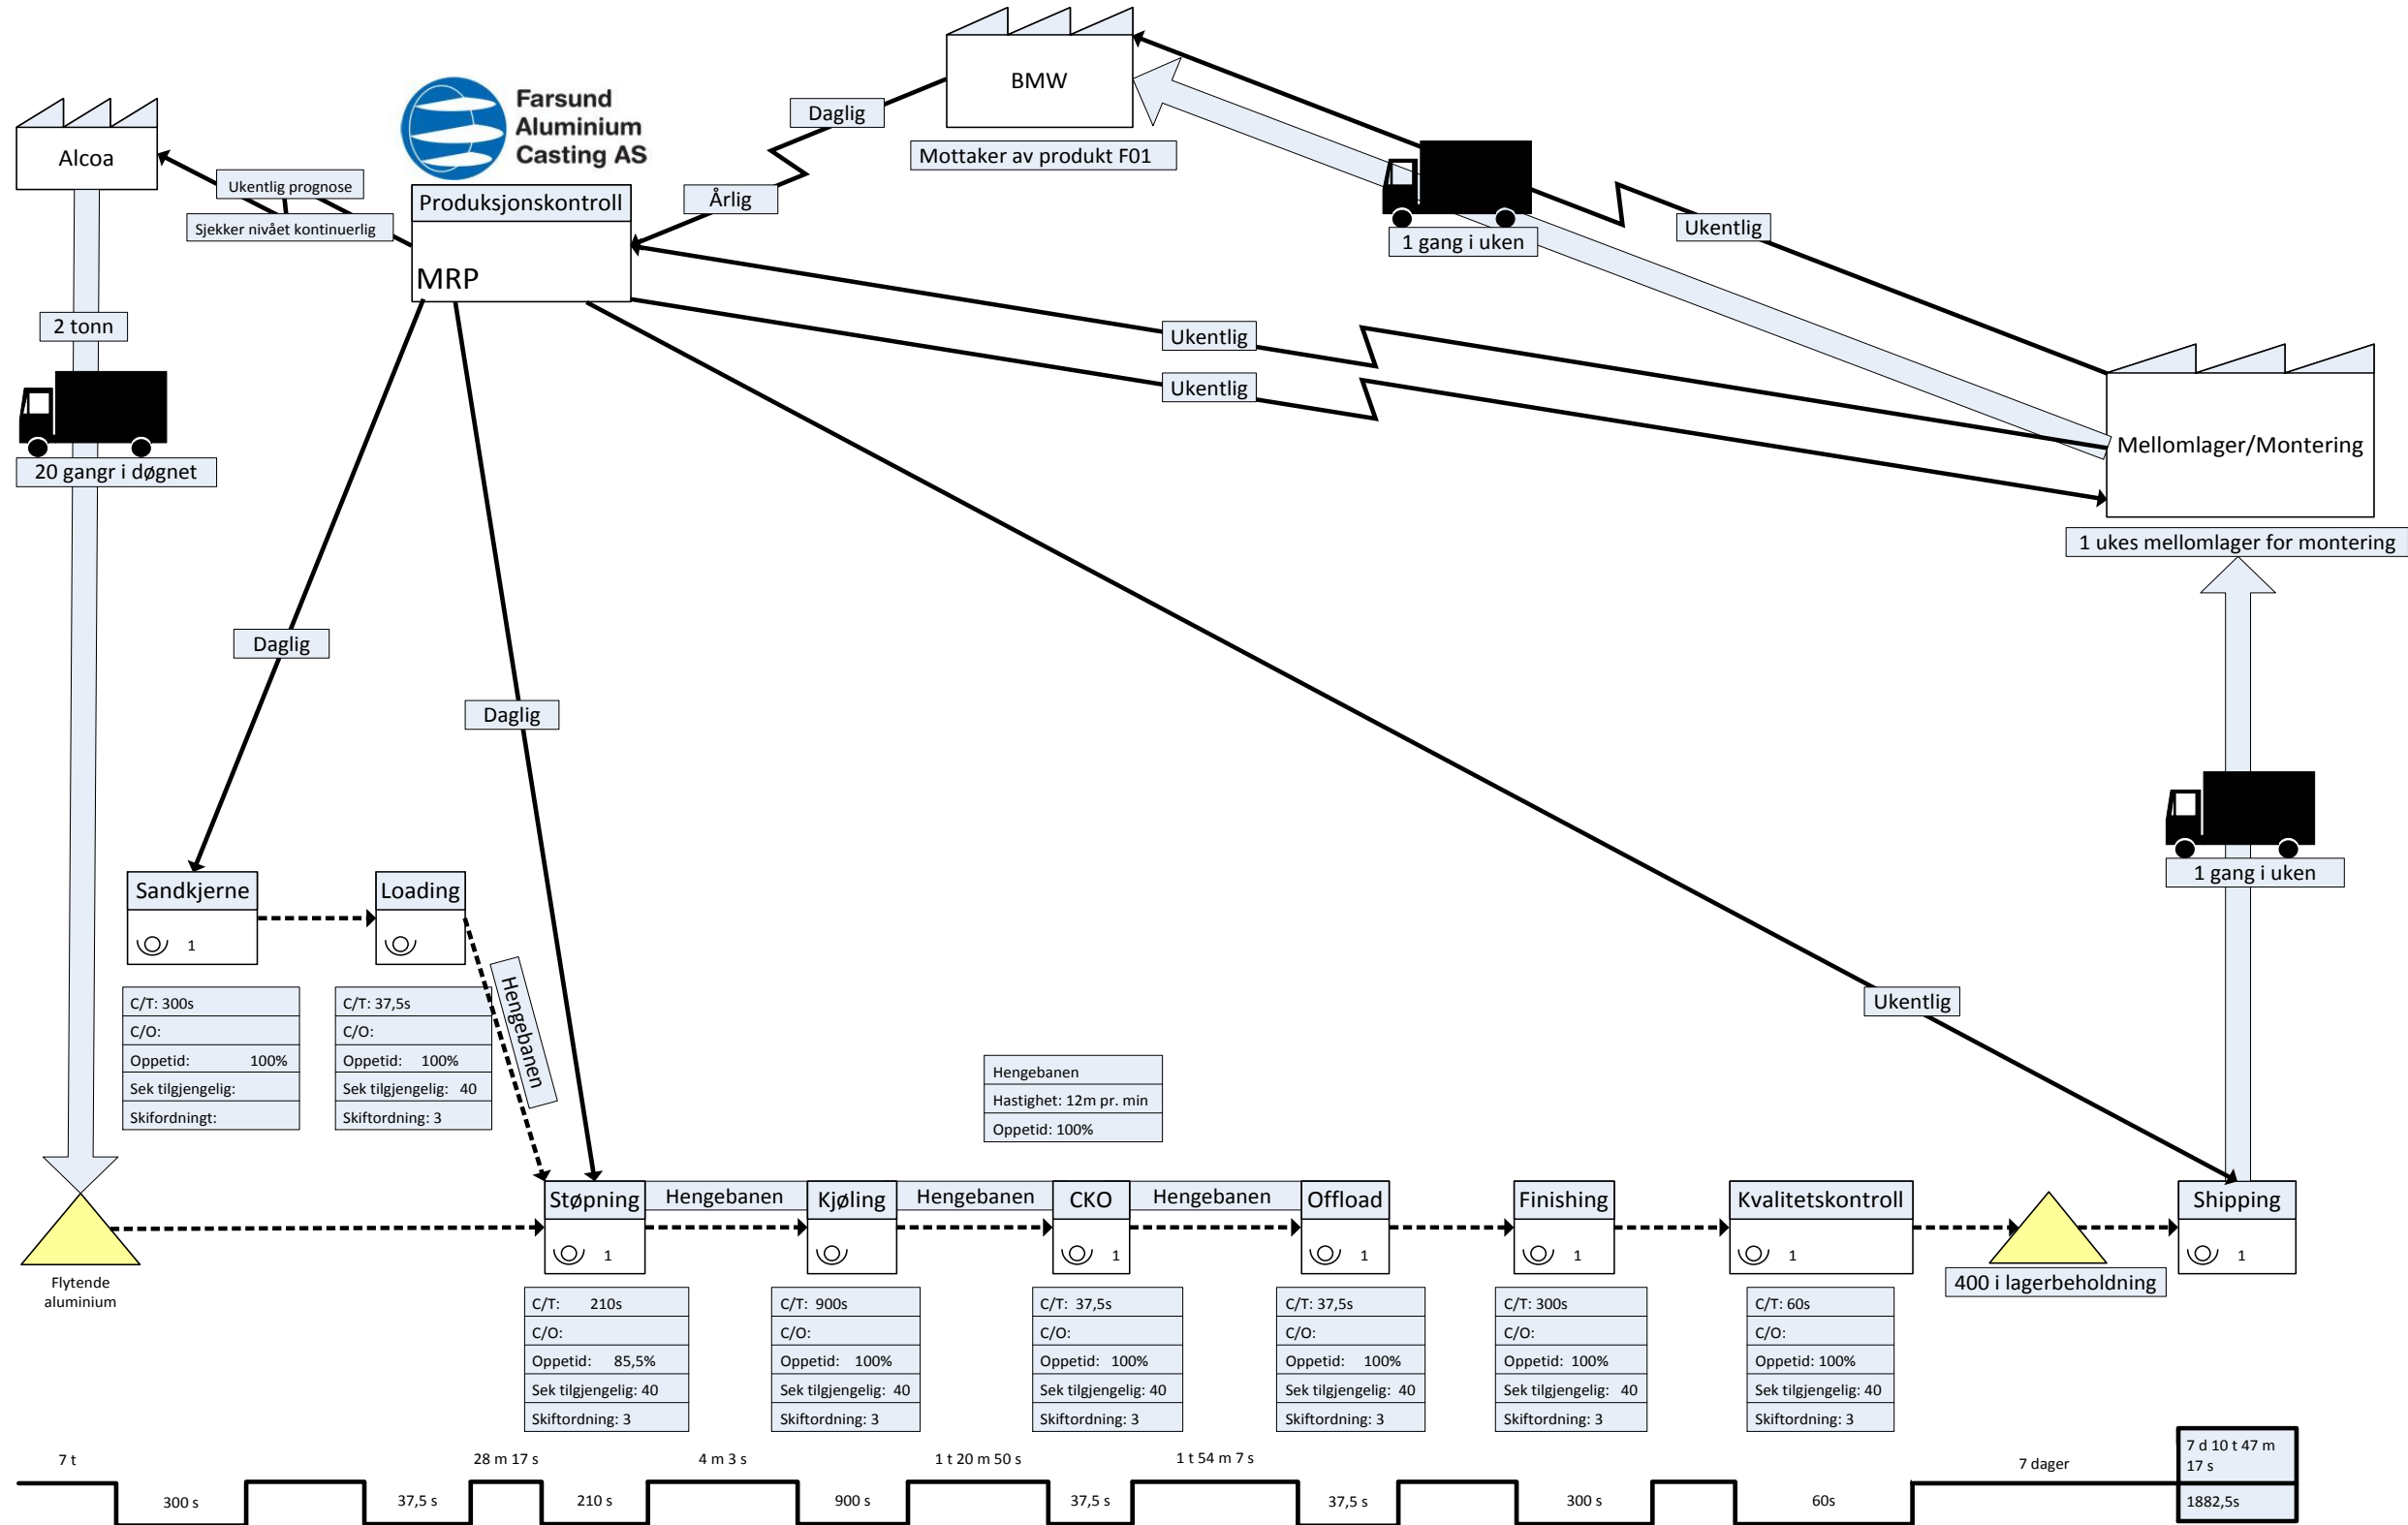 BMW
Farsund
Aluminium
Casting AS
Daglig
Alcoa
Mottaker av produkt F01
Ukentlig prognose
Årlig
Produksjonskontroll
Sjekker nivået kontinuerlig
Ukentlig
1 gang i uken
MRP
2 tonn
Ukentlig
Ukentlig
Mellomlager/Montering
20 gangr i døgnet
1 ukes mellomlager for montering
Daglig
Daglig
1 gang i uken
Sandkjerne
1
Loading
Hengebanen
Ukentlig
C/T: 300s
C/O:
Oppetid: 100%
Sek tilgjengelig:
Skifordningt:
C/T: 37,5s
C/O:
Oppetid: 100%
Sek tilgjengelig: 40
Skiftordning: 3
Hengebanen
Hastighet: 12m pr. min
Oppetid: 100%
Støpning
1
Hengebanen
Kjøling
Hengebanen
CKO
1
Hengebanen
Offload
1
Finishing
1
Kvalitetskontroll
1
Shipping
1
Flytende
aluminium
400 i lagerbeholdning
C/T: 210s
C/O:
Oppetid: 85,5%
Sek tilgjengelig: 40
Skiftordning: 3
C/T: 900s
C/O:
Oppetid: 100%
Sek tilgjengelig: 40
Skiftordning: 3
C/T: 37,5s
C/O:
Oppetid: 100%
Sek tilgjengelig: 40
Skiftordning: 3
C/T: 37,5s
C/O:
Oppetid: 100%
Sek tilgjengelig: 40
Skiftordning: 3
C/T: 300s
C/O:
Oppetid: 100%
Sek tilgjengelig: 40
Skiftordning: 3
C/T: 60s
C/O:
Oppetid: 100%
Sek tilgjengelig: 40
Skiftordning: 3
7 t
300 s
37,5 s
28 m 17 s
210 s
4 m 3 s
900 s
1 t 20 m 50 s
37,5 s
1 t 54 m 7 s
37,5 s
300 s
60s
7 dager
7 d 10 t 47 m
17 s
1882,5s